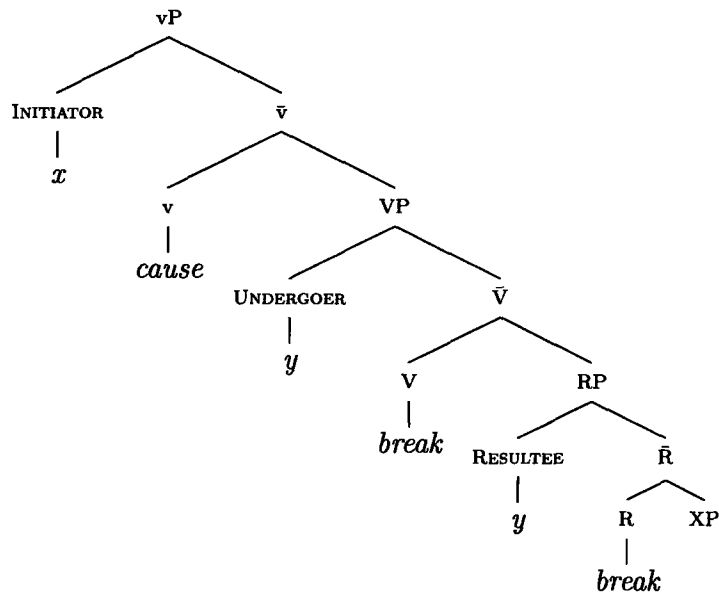 vP
INITIATOR v̄
x
v VP
cause
UNDERGOER V̄
y
V RP
break
RESULTEE R̄
y R XP
break